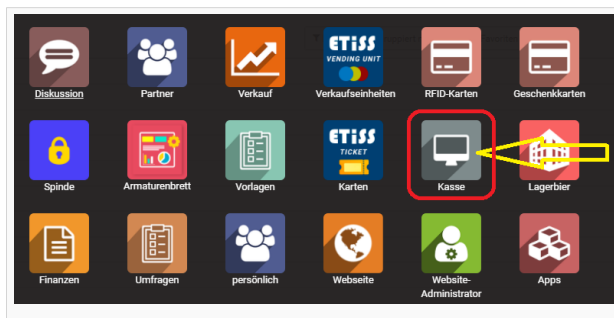 ETISS
VENDING UNIT
Diskussion
Partner
Verkauf
Verkaufseinheiten
RFID-Karten
Geschenkkarten
ETISS
TICKET
Spinde
Armaturenbrett
Vorlagen
Karten
Kasse
Lagerbier
Finanzen
Umfragen
persönlich
Webseite
Website-
Administrator
Apps